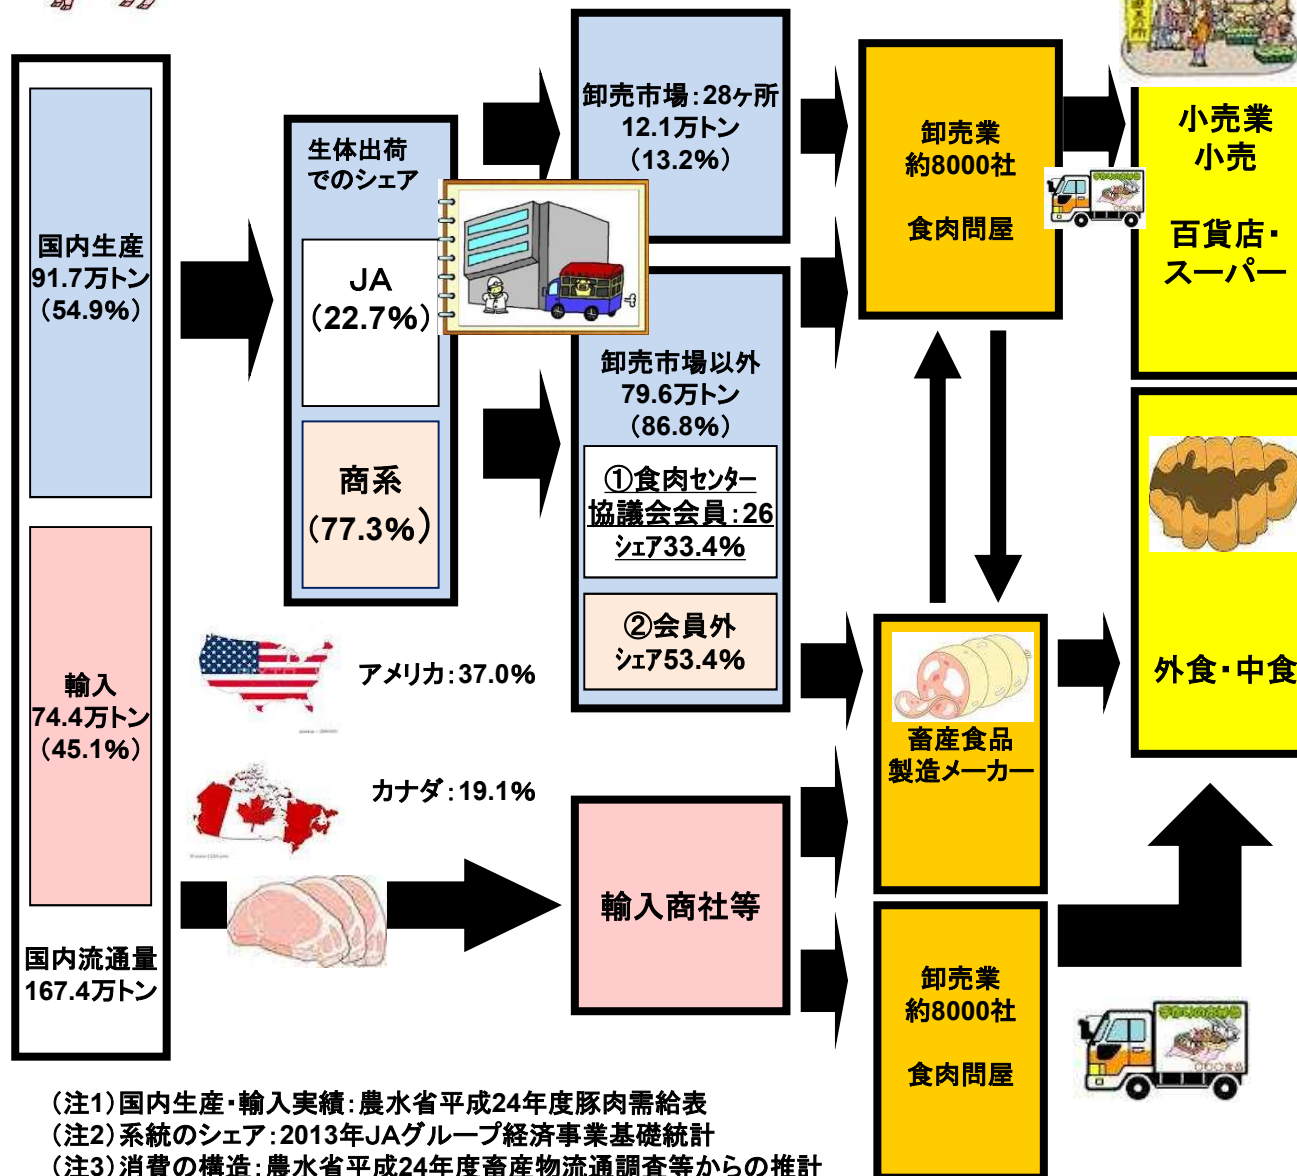 国内生産
91.7万トン
(54.9%)
輸入
74.4万トン
(45.1%)
国内流通量
167.4万トン
生体出荷
でのシェア
JA
(22.7%)
商系
(77.3%)
アメリカ:37.0%
カナダ:19.1%
卸売市場:28ヶ所
12.1万トン
(13.2%)
卸売市場以外
79.6万トン
(86.8%)
①食肉センター
協議会会員:26
シェア33.4%
②会員外
シェア53.4%
輸入商社等
卸売業
約8000社
食肉問屋
畜産食品
製造メーカー
卸売業
約8000社
食肉問屋
小売業
小売
百貨店・
スーパー
外食・中食
(注1)国内生産・輸入実績:農水省平成24年度豚肉需給表
(注2)系統のシェア:2013年JAグループ経済事業基礎統計
(注3)消費の構造:農水省平成24年度畜産物流通調査等からの推計